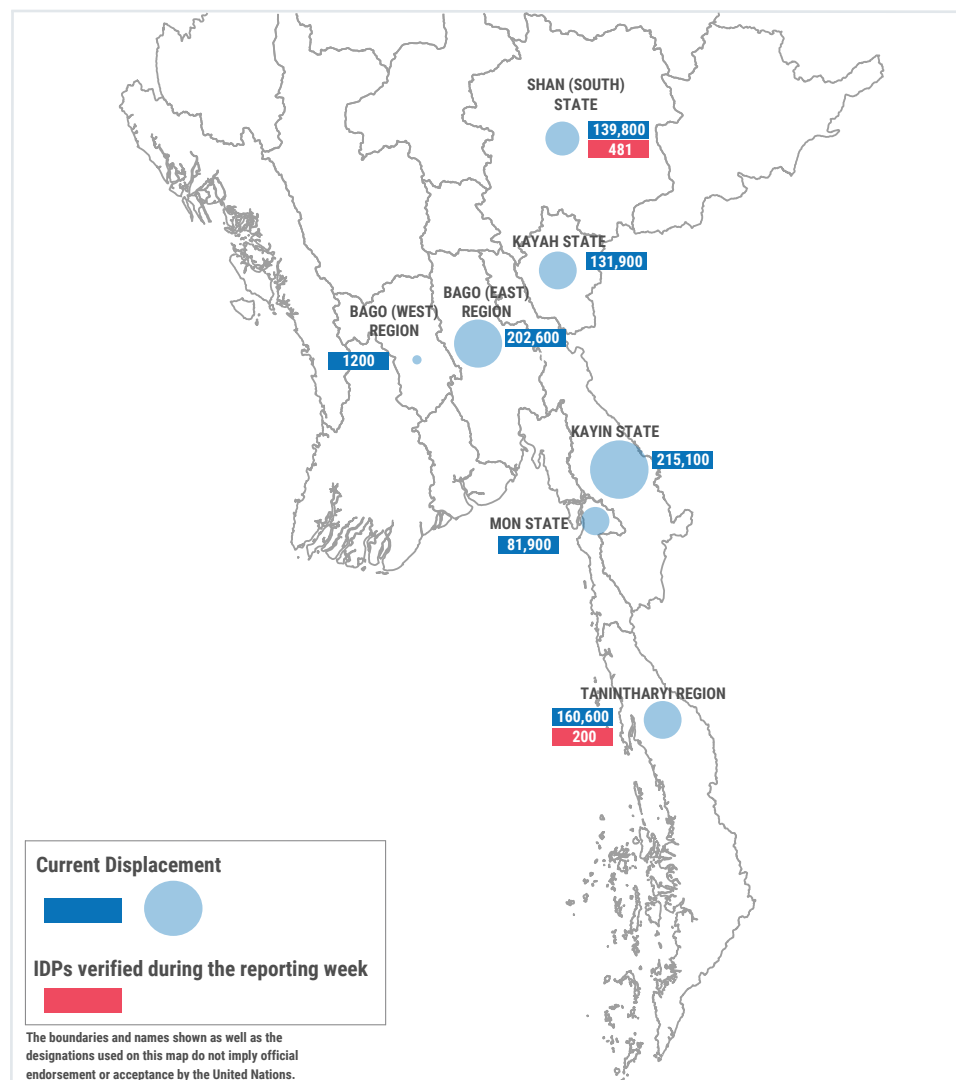 SHAN (SOUTH)
STATE
139,800
481
KAYAH STATE
131,900
BAGO (EAST)
REGION
202,600
BAGO (WEST)
REGION
1200
KAYIN STATE
215,100
MON STATE
81,900
TANINTHARYI REGION
160,600
200
Current Displacement
IDPs verified during the reporting week
The boundaries and names shown as well as the
designations used on this map do not imply official
endorsement or acceptance by the United Nations.